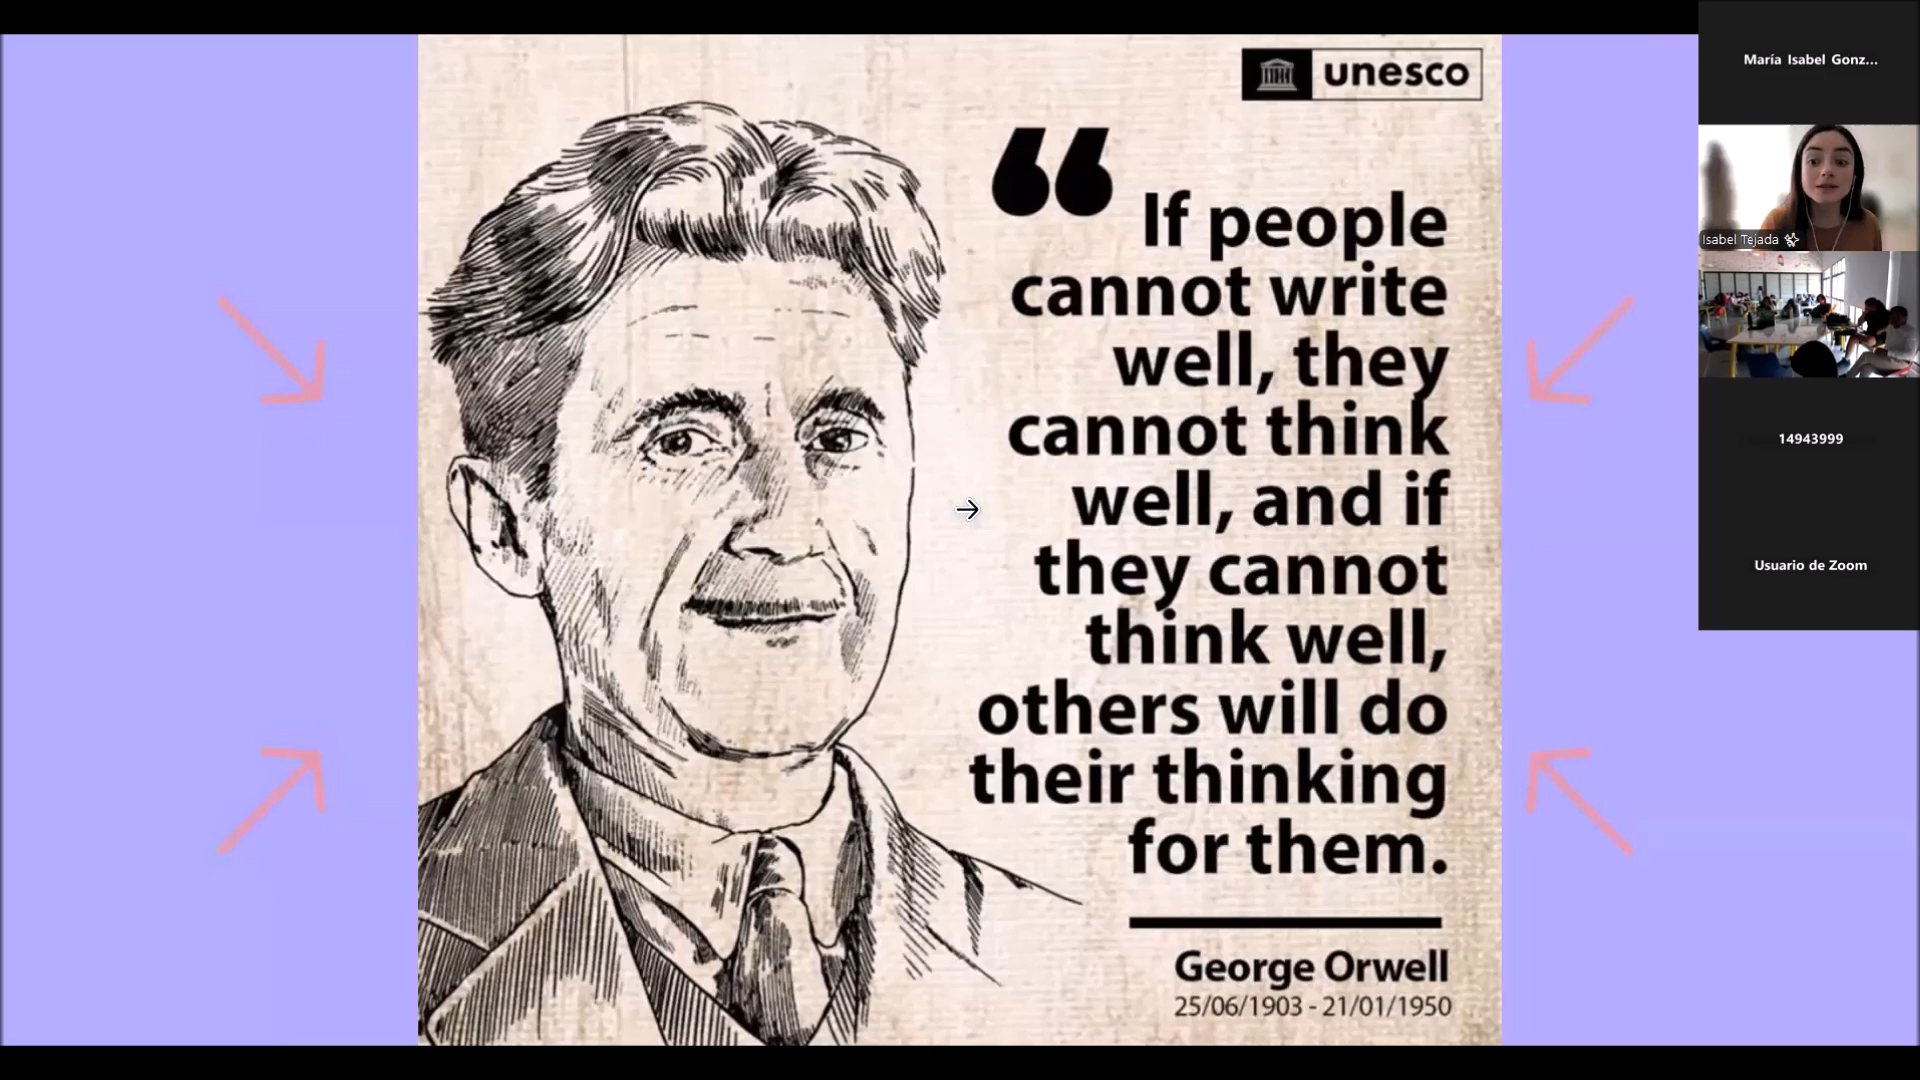 unesco
“ If people
cannot write
well, they
cannot think
well, and if
they cannot
think well,
others will do
their thinking
for them.
George Orwell
25/06/1903 - 21/01/1950
María Isabel Gonz...
Isabel Tejada
14943999
Usuario de Zoom